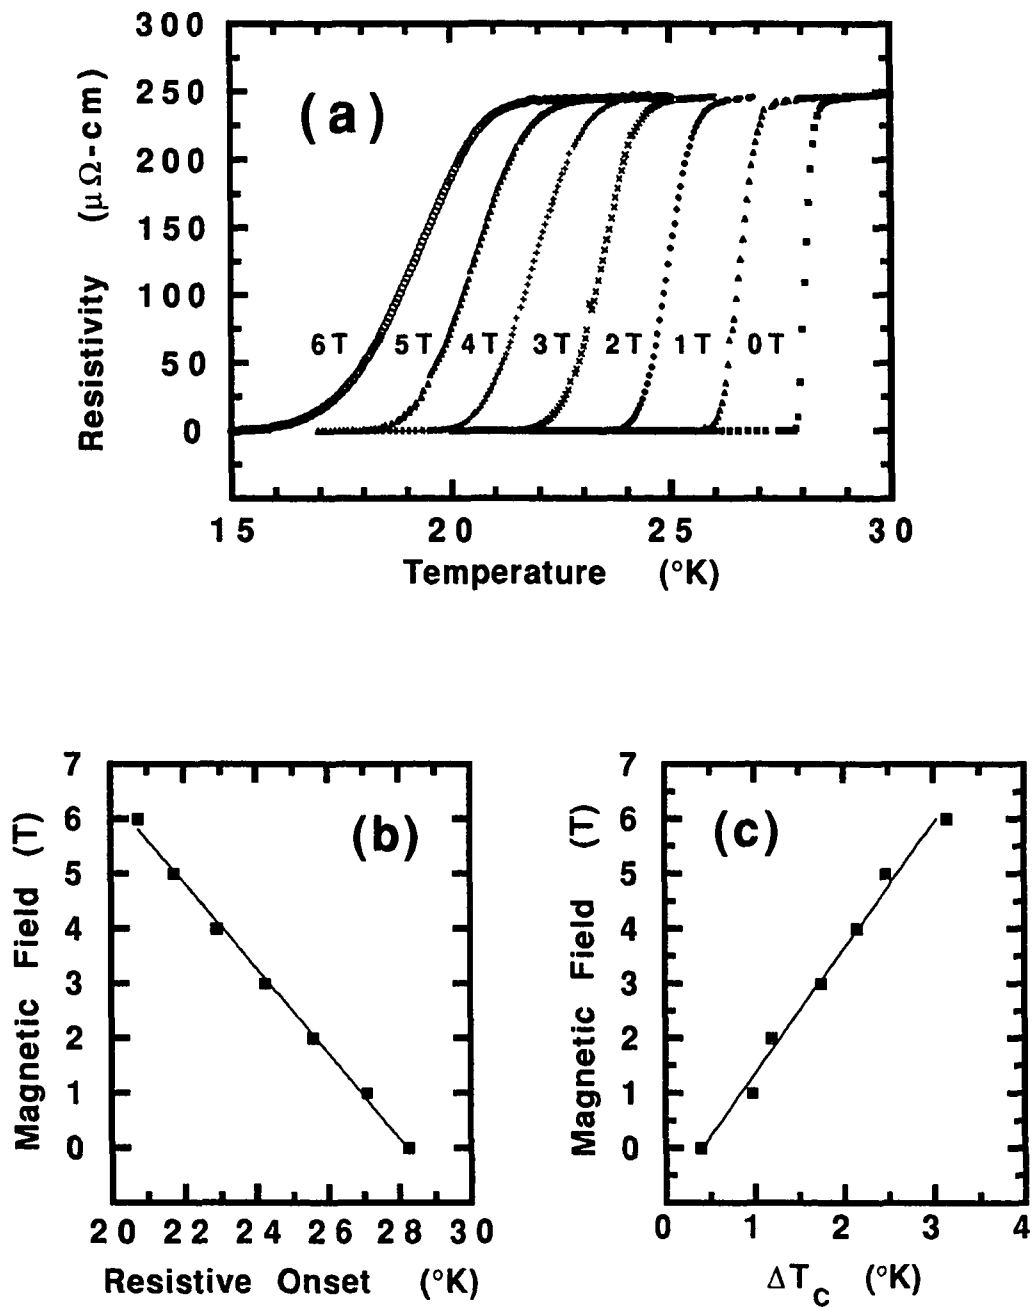 300
250
200
150
100
50
0
Resistivity (μΩ-cm)
(a)
6T 5T 4T 3T 2T 1T 0T
15 20 25 30
Temperature (°K)
7
6
5
4
3
2
1
0
Magnetic Field (T)
(b)
20 22 24 26 28 30
Resistive Onset (°K)
7
6
5
4
3
2
1
0
Magnetic Field (T)
(c)
0 1 2 3 4
ΔTc (°K)